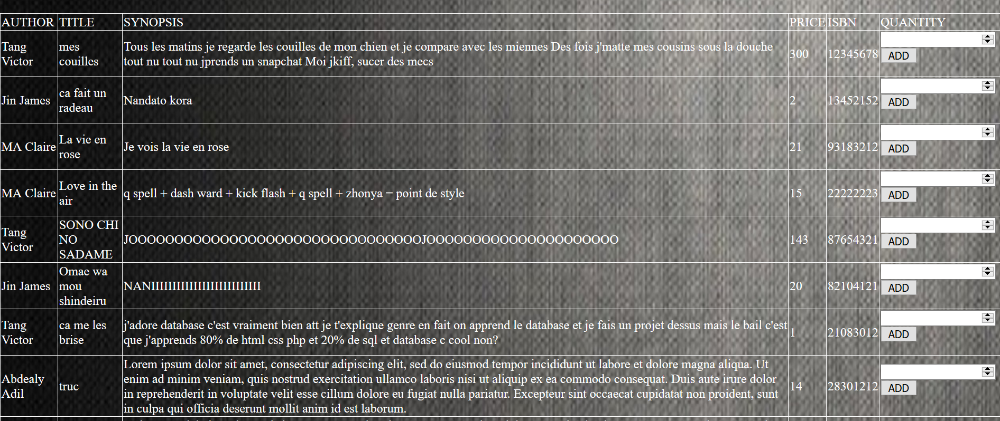 AUTHOR TITLE SYNOPSIS PRICE ISBN QUANTITY
Tang Victor mes couilles Tous les matins je regarde les couilles de mon chien et je compare avec les miennes Des fois j'matte mes cousins sous la douche
tout nu tout nu jprends un snapchat Moi jkiff, sucer des mecs 300 12345678 ADD
Jin James ca fait un radeau Nandato kora 2 13452152 ADD
MA Claire La vie en rose Je vois la vie en rose 21 93183212 ADD
MA Claire Love in the air q spell + dash ward + kick flash + q spell + zhonya = point de style 15 22222223 ADD
Tang Victor SONO CHI NO SADAME JOOOOOOOOOOOOOOOOOOOOOOOOOOOOOOOOJOOOOOOOOOOOOOOOOOOOOO 143 87654321 ADD
Jin James Omae wa mou shindeiru NANIIIIIIIIIIIIIIIIIIIIIIIIII 20 82104121 ADD
Tang Victor ca me les brise j'adore database c'est vraiment bien att je t'explique genre en fait on apprend le database et je fais un projet dessus mais le bail c'est
que j'apprends 80% de html css php et 20% de sql et database c cool non? 1 21083012 ADD
Abdealy Adil truc Lorem ipsum dolor sit amet, consectetur adipiscing elit, sed do eiusmod tempor incididunt ut labore et dolore magna aliqua. Ut
enim ad minim veniam, quis nostrud exercitation ullamco laboris nisi ut aliquip ex ea commodo consequat. Duis aute irure dolor
in reprehenderit in voluptate velit esse cillum dolore eu fugiat nulla pariatur. Excepteur sint occaecat cupidatat non proident, sunt
in culpa qui officia deserunt mollit anim id est laborum. 14 28301212 ADD